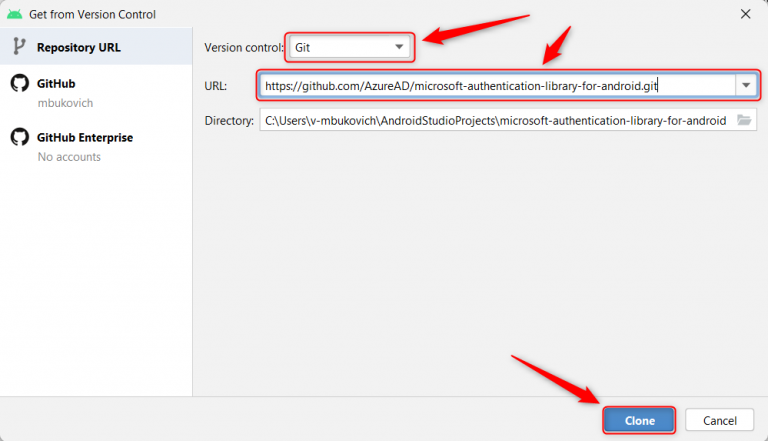 Get from Version Control
Repository URL
GitHub
mbukovich
GitHub Enterprise
No accounts
Version control: Git
URL: https://github.com/AzureAD/microsoft-authentication-library-for-android.git
Directory: C:\Users\v-mbukovich\AndroidStudioProjects\microsoft-authentication-library-for-android
Clone Cancel